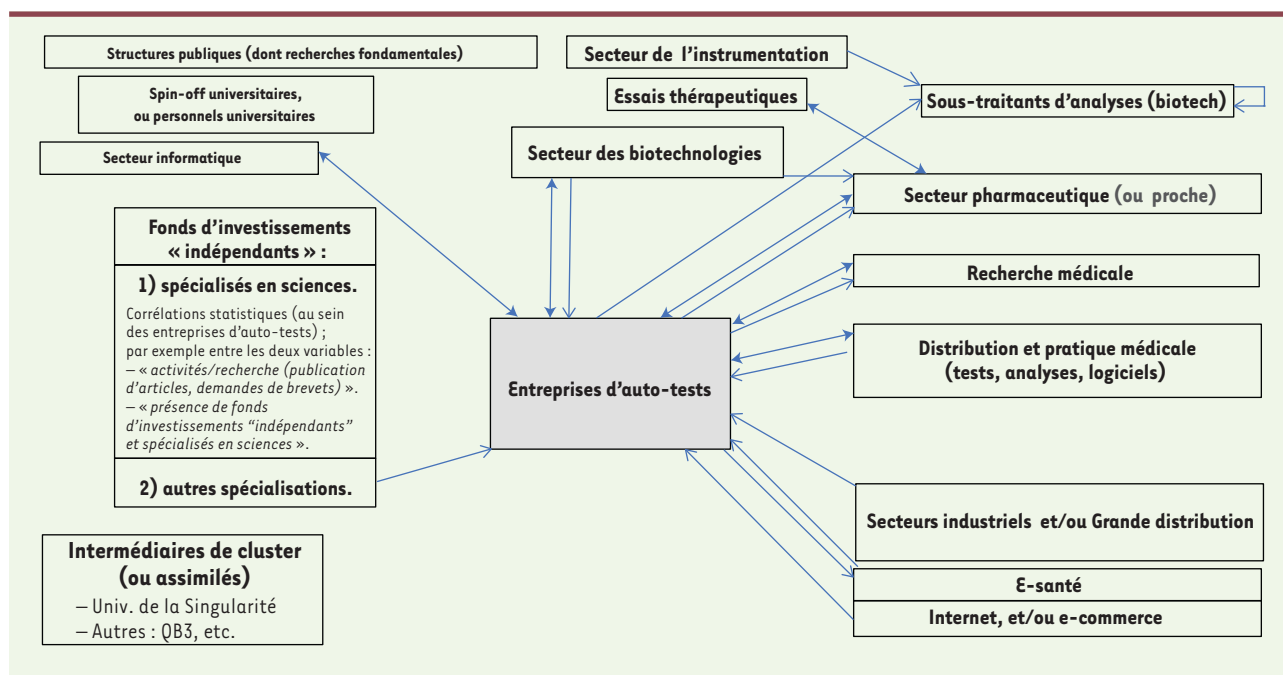 Structures publiques (dont recherches fondamentales)
Spin-off universitaires,
ou personnels universitaires
Secteur informatique
Fonds d’investissements
« indépendants » :
1) spécialisés en sciences.
Corrélations statistiques (au sein
des entreprises d’auto-tests) ;
par exemple entre les deux variables :
– « activités/recherche (publication
d’articles, demandes de brevets) ».
– « présence de fonds
d’investissements “indépendants”
et spécialisés en sciences ».
2) autres spécialisations.
Intermédiaires de cluster
(ou assimilés)
– Univ. de la Singularité
– Autres : QB3, etc.
Secteur de l’instrumentation
Essais thérapeutiques
Secteur des biotechnologies
Entreprises d’auto-tests
Sous-traitants d’analyses (biotech)
Secteur pharmaceutique (ou proche)
Recherche médicale
Distribution et pratique médicale
(tests, analyses, logiciels)
Secteurs industriels et/ou Grande distribution
E-santé
Internet, et/ou e-commerce